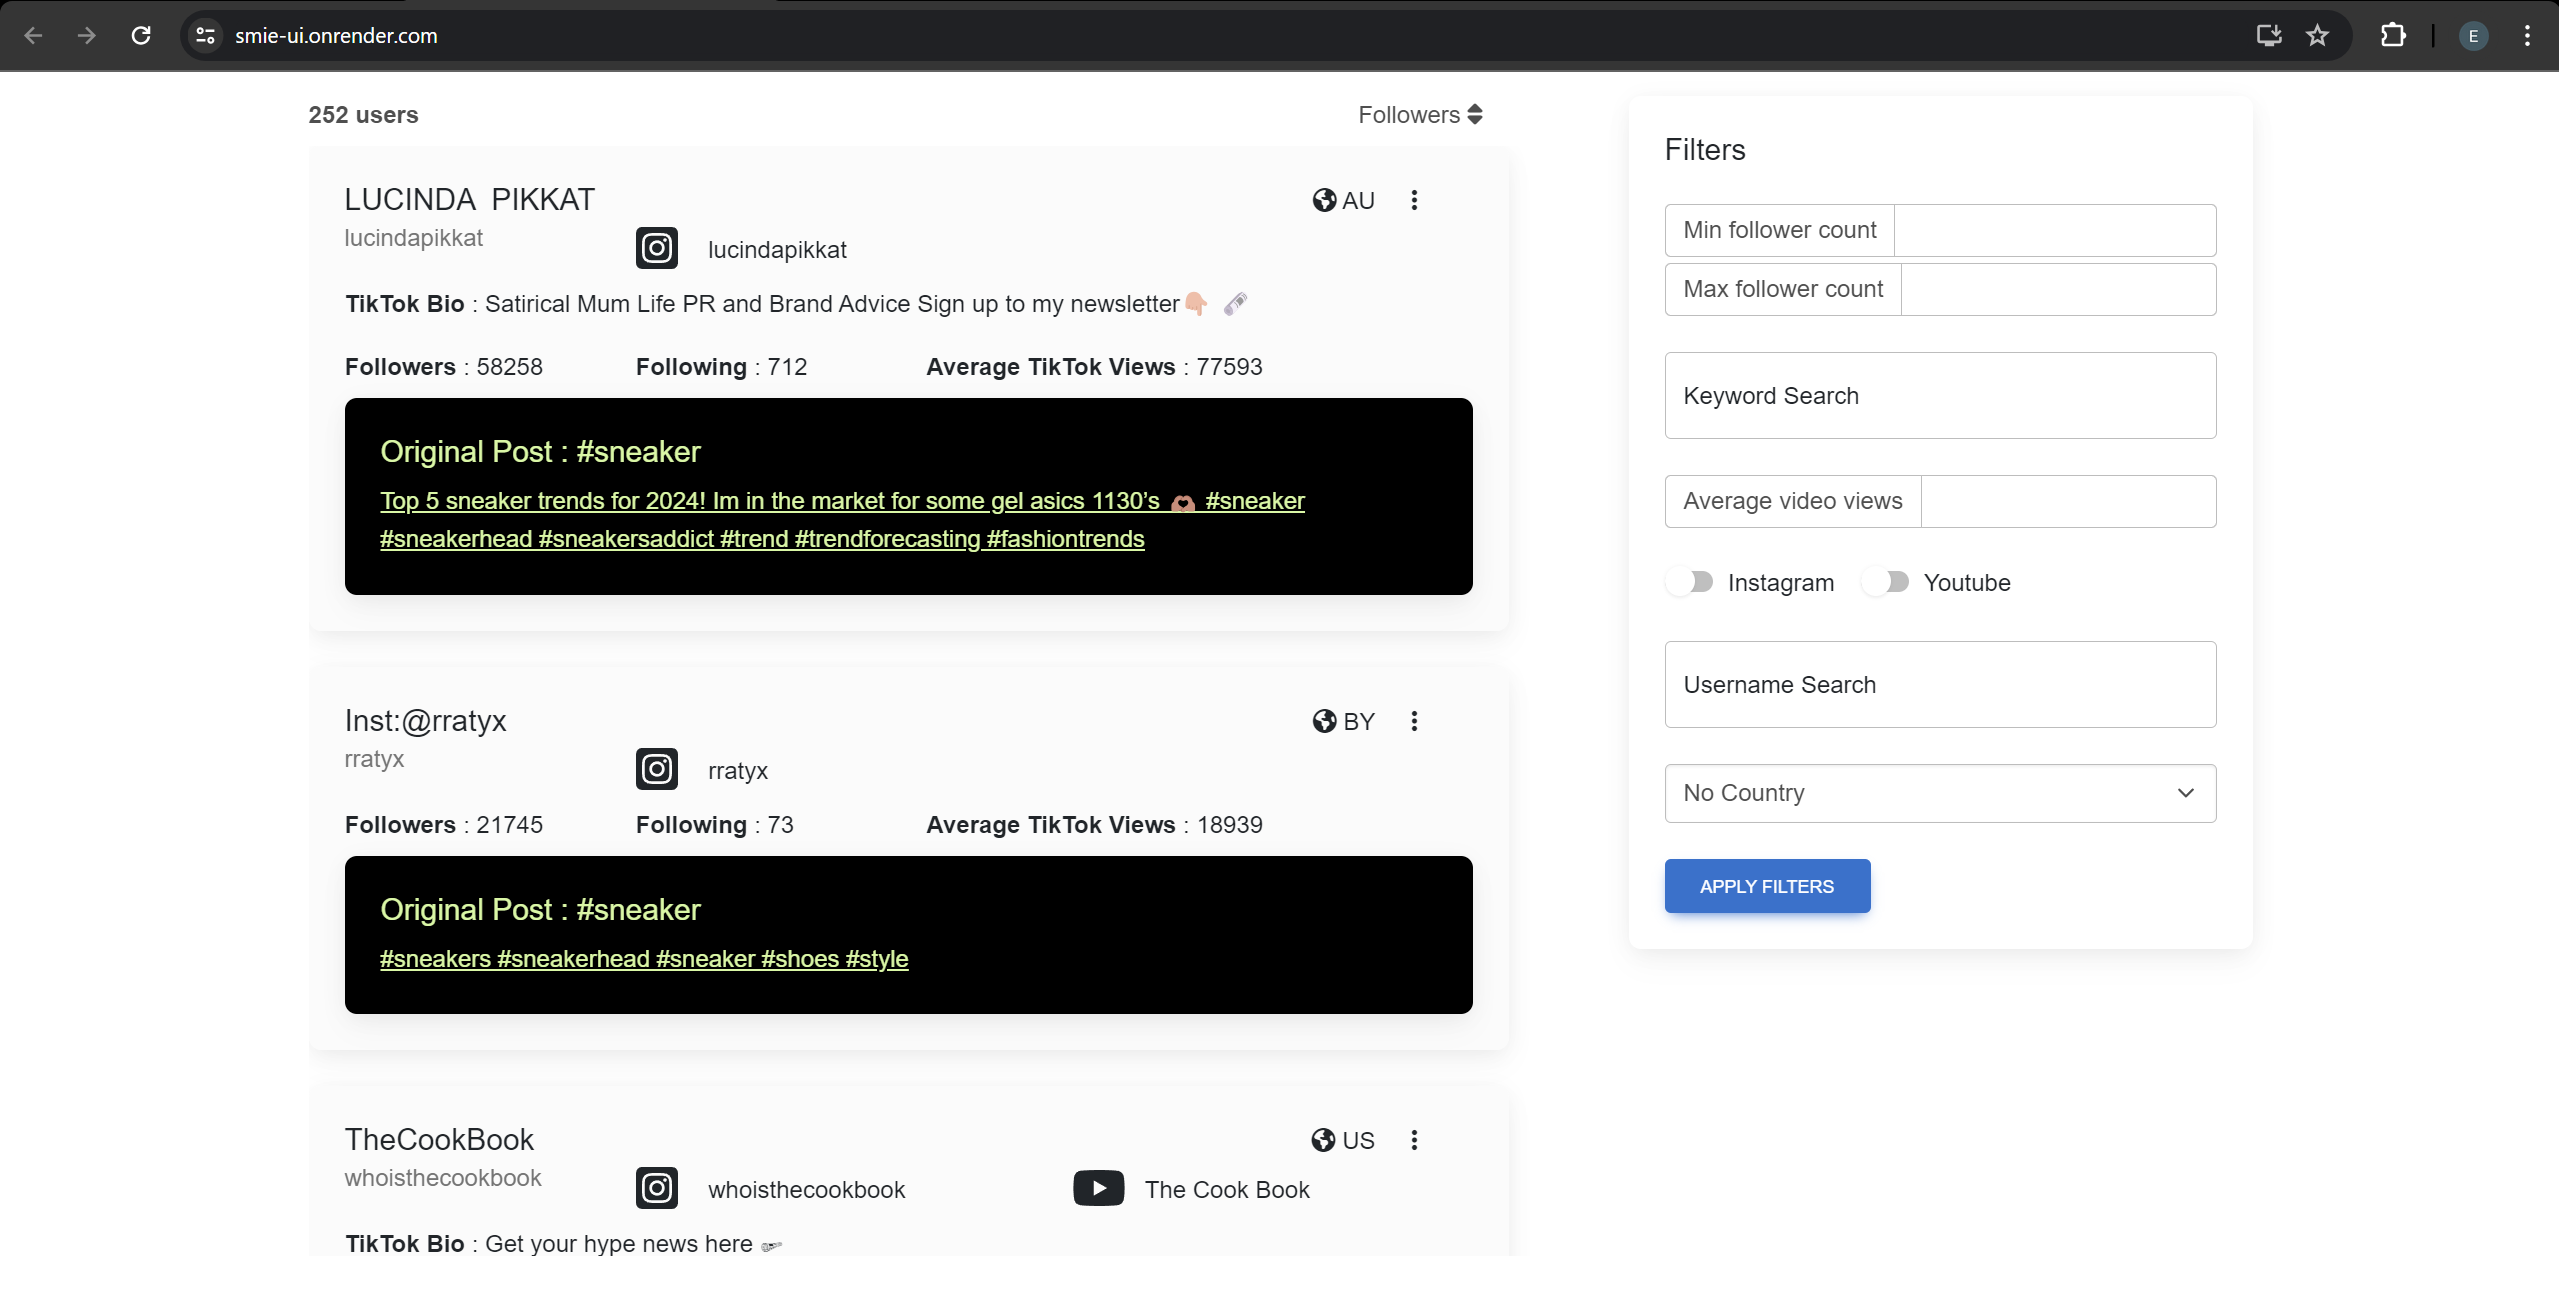 smie-ui.onrender.com
E
252 users
Followers
LUCINDA PIKKAT
AU
lucindapikkat
lucindapikkat
TikTok Bio : Satirical Mum Life PR and Brand Advice Sign up to my newsletter👇🏼 🗞️
Followers : 58258
Following : 712
Average TikTok Views : 77593
Original Post : #sneaker
Top 5 sneaker trends for 2024! Im in the market for some gel asics 1130’s 🫶🏽 #sneaker
#sneakerhead #sneakersaddict #trend #trendforecasting #fashiontrends
Inst:@rratyx
BY
rratyx
rratyx
Followers : 21745
Following : 73
Average TikTok Views : 18939
Original Post : #sneaker
#sneakers #sneakerhead #sneaker #shoes #style
TheCookBook
US
whoisthecookbook
whoisthecookbook
The Cook Book
TikTok Bio : Get your hype news here
Filters
Min follower count
Max follower count
Keyword Search
Average video views
Instagram
Youtube
Username Search
No Country
APPLY FILTERS